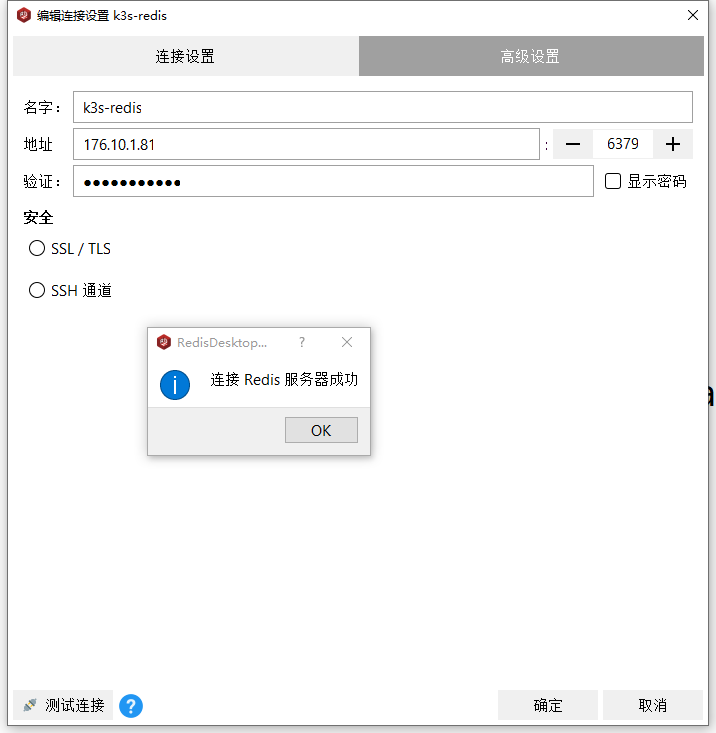 编辑连接设置 k3s-redis
连接设置 高级设置
名字： k3s-redis
地址 176.10.1.81 : 6379
验证： ●●●●●●●●●●● 显示密码
安全
SSL / TLS
SSH 通道
RedisDesktop... ?
连接 Redis 服务器成功
OK
a
测试连接 ? 确定 取消